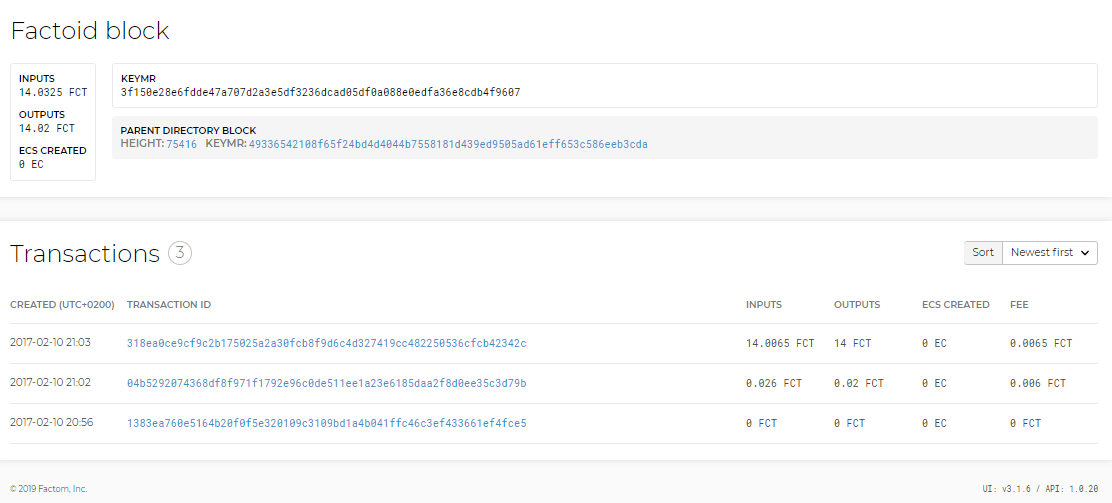 Factoid block
INPUTS
14.0325 FCT
OUTPUTS
14.02 FCT
ECS CREATED
0 EC
KEYMR
3f150e28e6fdde47a707d2a3e5df3236dcad05df0a088e0edfa36e8cdb4f9607
PARENT DIRECTORY BLOCK
HEIGHT: 75416 KEYMR: 49336542108f65f24bd4d4044b7558181d439ed9505ad61eff653c586eeb3cda
Transactions 3
Sort Newest first
CREATED (UTC+0200) TRANSACTION ID INPUTS OUTPUTS ECS CREATED FEE
2017-02-10 21:03 318ea0ce9cf9c2b175025a2a30fcb8f9d6c4d327419cc482250536cfcb42342c 14.0065 FCT 14 FCT 0 EC 0.0065 FCT
2017-02-10 21:02 04b5292074368df8f971f1792e96c0de511ee1a23e6185daa2f8d0ee35c3d79b 0.026 FCT 0.02 FCT 0 EC 0.006 FCT
2017-02-10 20:56 1383ea760e5164b20f0f5e320109c3109bd1a4b041ffc46c3ef433661ef4fce5 0 FCT 0 FCT 0 EC 0 FCT
© 2019 Factom, Inc. UI: v3.1.6 / API: 1.0.20